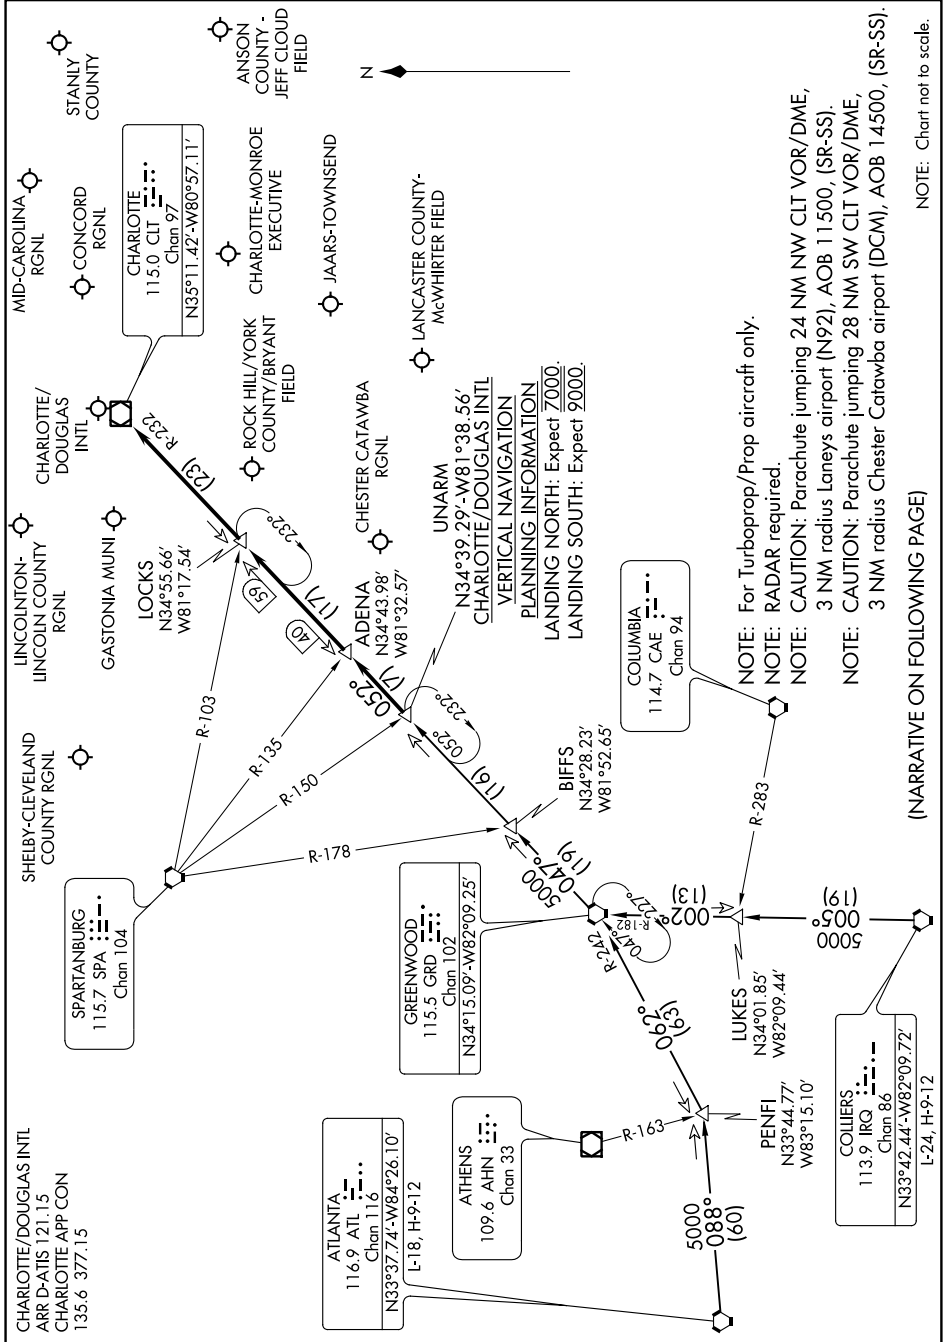 CHARLOTTE/DOUGLAS INTL
ARR D-ATIS 121.15
CHARLOTTE APP CON
135.6 377.15
SHELBY-CLEVELAND
COUNTY RGNL
LINCOLNTON-
LINCOLN COUNTY
RGNL
GASTONIA MUNI
CHARLOTTE/
DOUGLAS
INTL
MID-CAROLINA
RGNL
CONCORD
RGNL
STANLY
COUNTY
ANSON
COUNTY -
JEFF CLOUD
FIELD
CHARLOTTE
115.0 CLT
Chan 97
N35°11.42'-W80°57.11'
CHARLOTTE-MONROE
EXECUTIVE
JAARS-TOWNSEND
LANCASTER COUNTY-
McWHIRTER FIELD
ROCK HILL/YORK
COUNTY/BRYANT
FIELD
CHESTER CATAWBA
RGNL
N
R-232
(23)
LOCKS
N34°55.66'
W81°17.54'
232°
59
40
(17)
ADENA
N34°43.98'
W81°32.57'
052°
(7)
UNARM
N34°39.29'-W81°38.56'
CHARLOTTE/DOUGLAS INTL
VERTICAL NAVIGATION
PLANNING INFORMATION
LANDING NORTH: Expect 7000.
LANDING SOUTH: Expect 9000.
052°
232°
(16)
R-103
R-135
R-150
R-178
SPARTANBURG
115.7 SPA
Chan 104
BIFFS
N34°28.23'
W81°52.65'
5000
047°
(19)
GREENWOOD
115.5 GRD
Chan 102
N34°15.09'-W82°09.25'
R-242
047°
227°
R-182
002°
(13)
COLUMBIA
114.7 CAE
Chan 94
R-283
LUKES
N34°01.85'
W82°09.44'
5000
005°
(19)
062°
(63)
ATHENS
109.6 AHN
Chan 33
R-163
PENFI
N33°44.77'
W83°15.10'
ATLANTA
116.9 ATL
Chan 116
N33°37.74'-W84°26.10'
L-18, H-9-12
5000
088°
(60)
COLLIERS
113.9 IRQ
Chan 86
N33°42.44'-W82°09.72'
L-24, H-9-12
NOTE: For Turboprop/Prop aircraft only.
NOTE: RADAR required.
NOTE: CAUTION: Parachute jumping 24 NM NW CLT VOR/DME,
3 NM radius Laneys airport (N92), AOB 11500, (SR-SS).
NOTE: CAUTION: Parachute jumping 28 NM SW CLT VOR/DME,
3 NM radius Chester Catawba airport (DCM), AOB 14500, (SR-SS).
(NARRATIVE ON FOLLOWING PAGE)
NOTE: Chart not to scale.